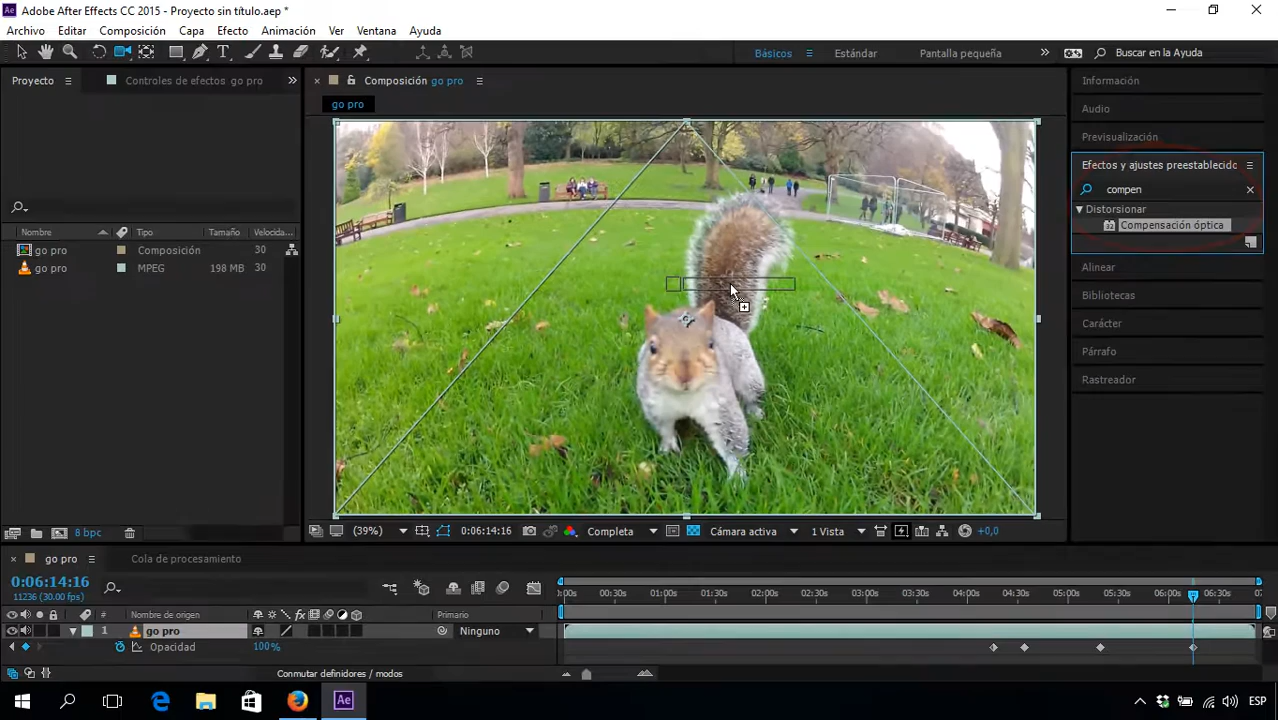 Ae Adobe After Effects CC 2015 - Proyecto sin título.aep *
Archivo Editar Composición Capa Efecto Animación Ver Ventana Ayuda
Básicos Estándar Pantalla pequeña Buscar en la Ayuda
Proyecto Controles de efectos go pro
Composición go pro
go pro
Información
Audio
Previsualización
Efectos y ajustes preestablecido
compen
Distorsionar
32 Compensación óptica
Alinear
Bibliotecas
Carácter
Párrafo
Rastreador
Nombre Tipo Tamaño Velocida..
go pro Composición 30
go pro MPEG 198 MB 30
8 bpc
(39%) 0:06:14:16 Completa Cámara activa 1 Vista +0,0
go pro Cola de procesamiento
0:06:14:16
11236 (30.00 fps)
:00s 00:30s 01:00s 01:30s 02:00s 02:30s 03:00s 03:30s 04:00s 04:30s 05:00s 05:30s 06:00s 06:30s 07
# Nombre de origen Primario
1 go pro Ninguno
Opacidad 100%
Conmutar definidores / modos
Ae ESP